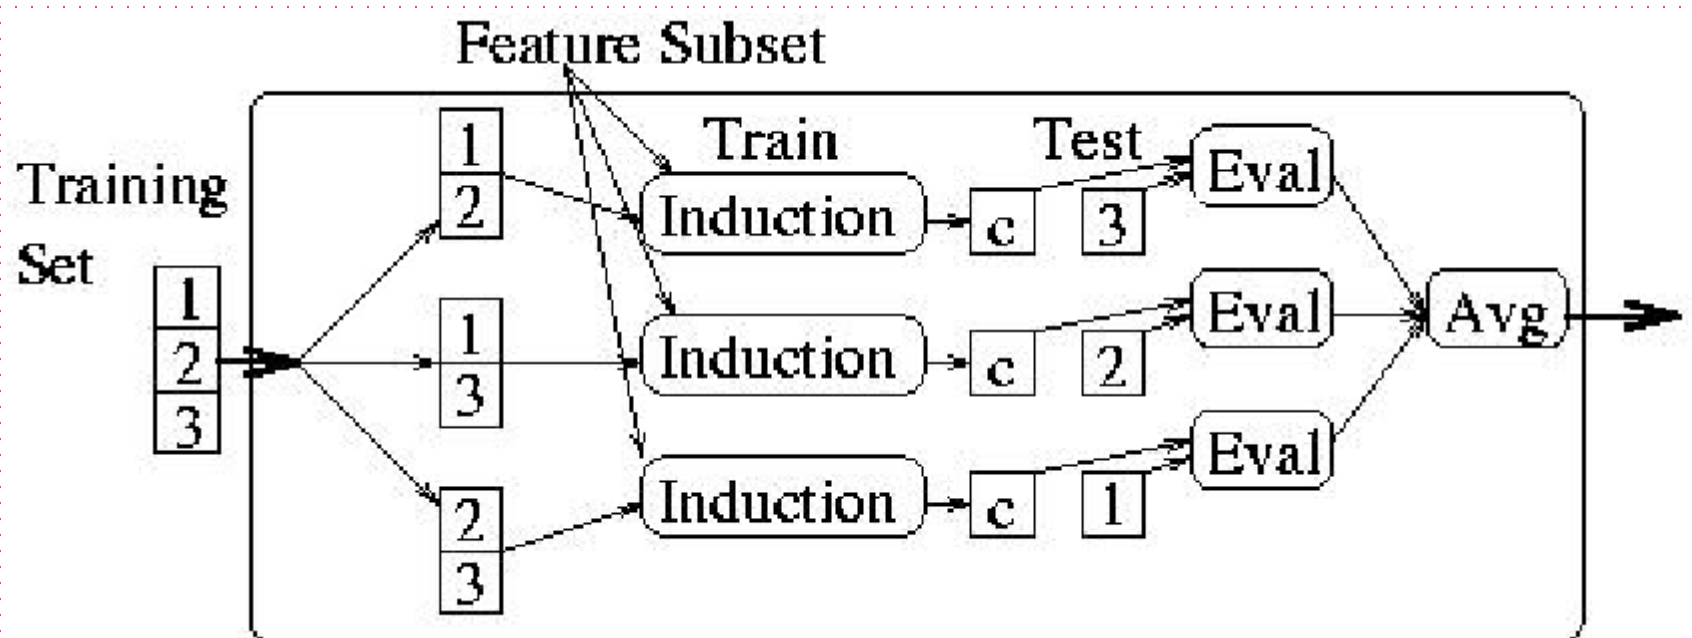 Feature Subset
Training
Set
1
2
3
1
2
1
3
2
3
Train
Test
Induction
c
3
Eval
Induction
c
2
Eval
Induction
c
1
Eval
Avg